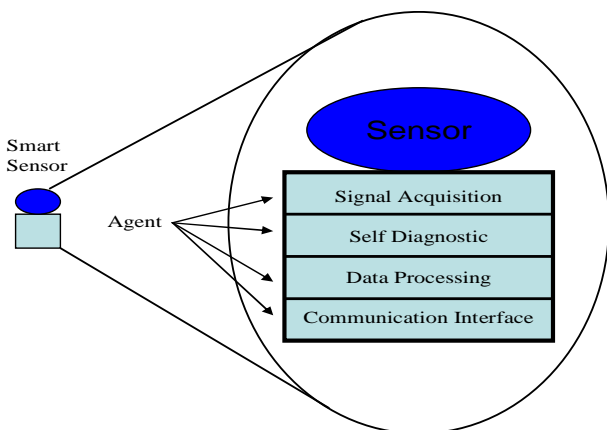 Smart
Sensor
Agent
Sensor
Signal Acquisition
Self Diagnostic
Data Processing
Communication Interface